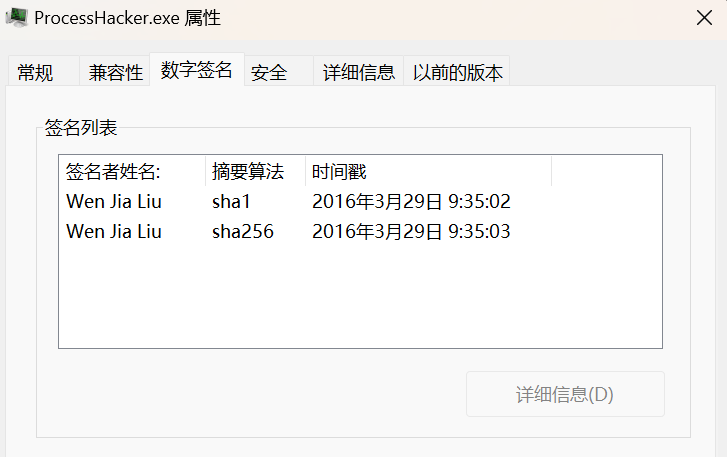 ProcessHacker.exe 属性
常规 兼容性 数字签名 安全 详细信息 以前的版本
签名列表
签名者姓名: 摘要算法 时间戳
Wen Jia Liu sha1 2016年3月29日 9:35:02
Wen Jia Liu sha256 2016年3月29日 9:35:03
详细信息(D)